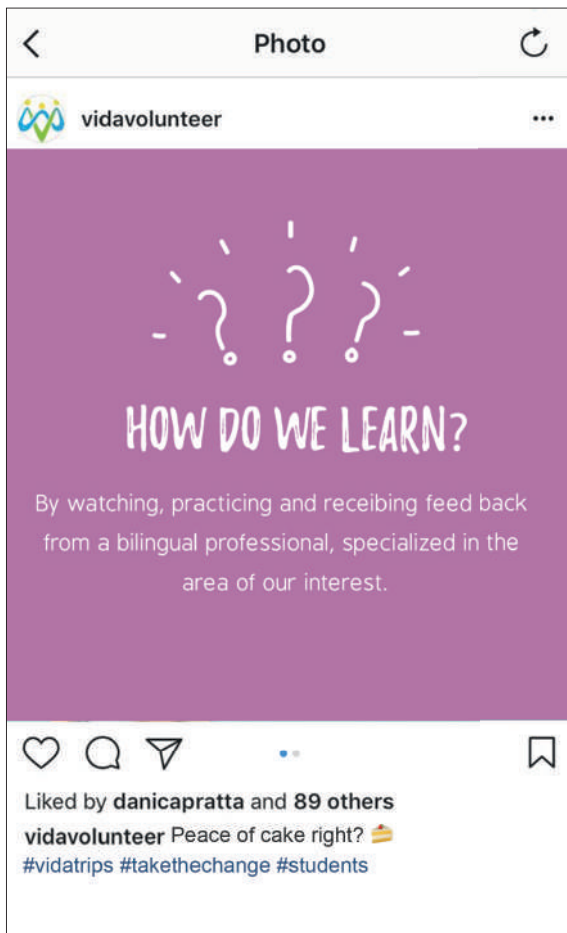 Photo
vidavolunteer
? ? ?
HOW DO WE LEARN?
By watching, practicing and receibing feed back
from a bilingual professional, specialized in the
area of our interest.
Liked by danicapratta and 89 others
vidavolunteer Peace of cake right? 🍰
#vidatrips #takethechange #students